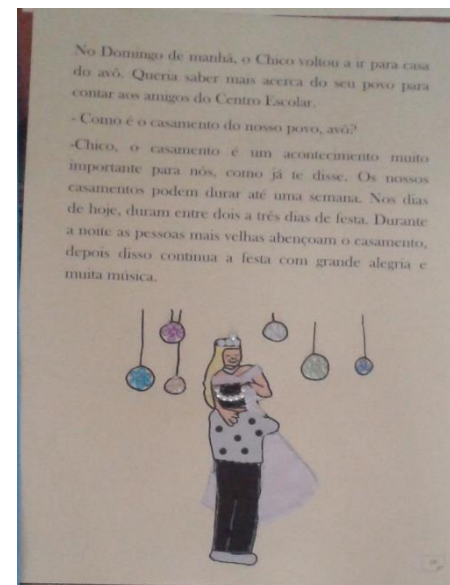 No Domingo de manhã, o Chico voltou a ir para casa
do avô. Queria saber mais acerca do seu povo para
contar aos amigos do Centro Escolar.
- Como é o casamento do nosso povo, avô?
-Chico, o casamento é um acontecimento muito
importante para nós, como já te disse. Os nossos
casamentos podem durar até uma semana. Nos dias
de hoje, duram entre dois a três dias de festa. Durante
a noite as pessoas mais velhas abençoam o casamento,
depois disso continua a festa com grande alegria e
muita música.